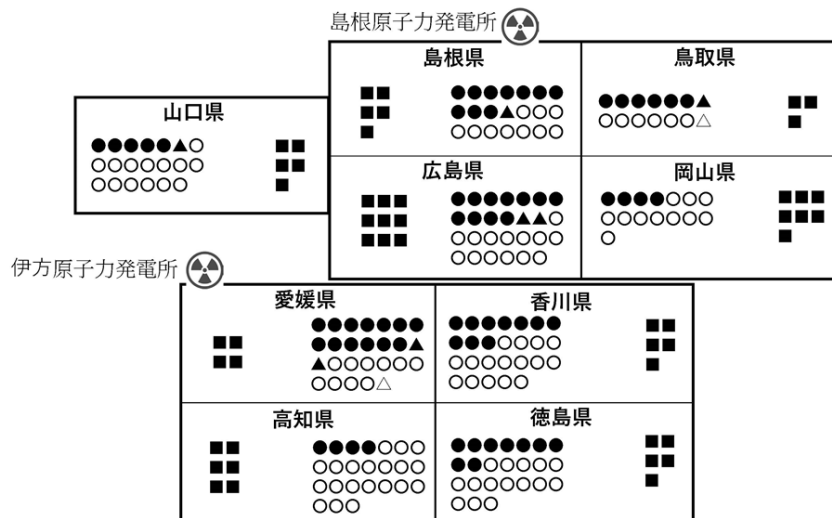 島根原子力発電所
島根県
鳥取県
山口県
広島県
岡山県
伊方原子力発電所
愛媛県
香川県
高知県
徳島県